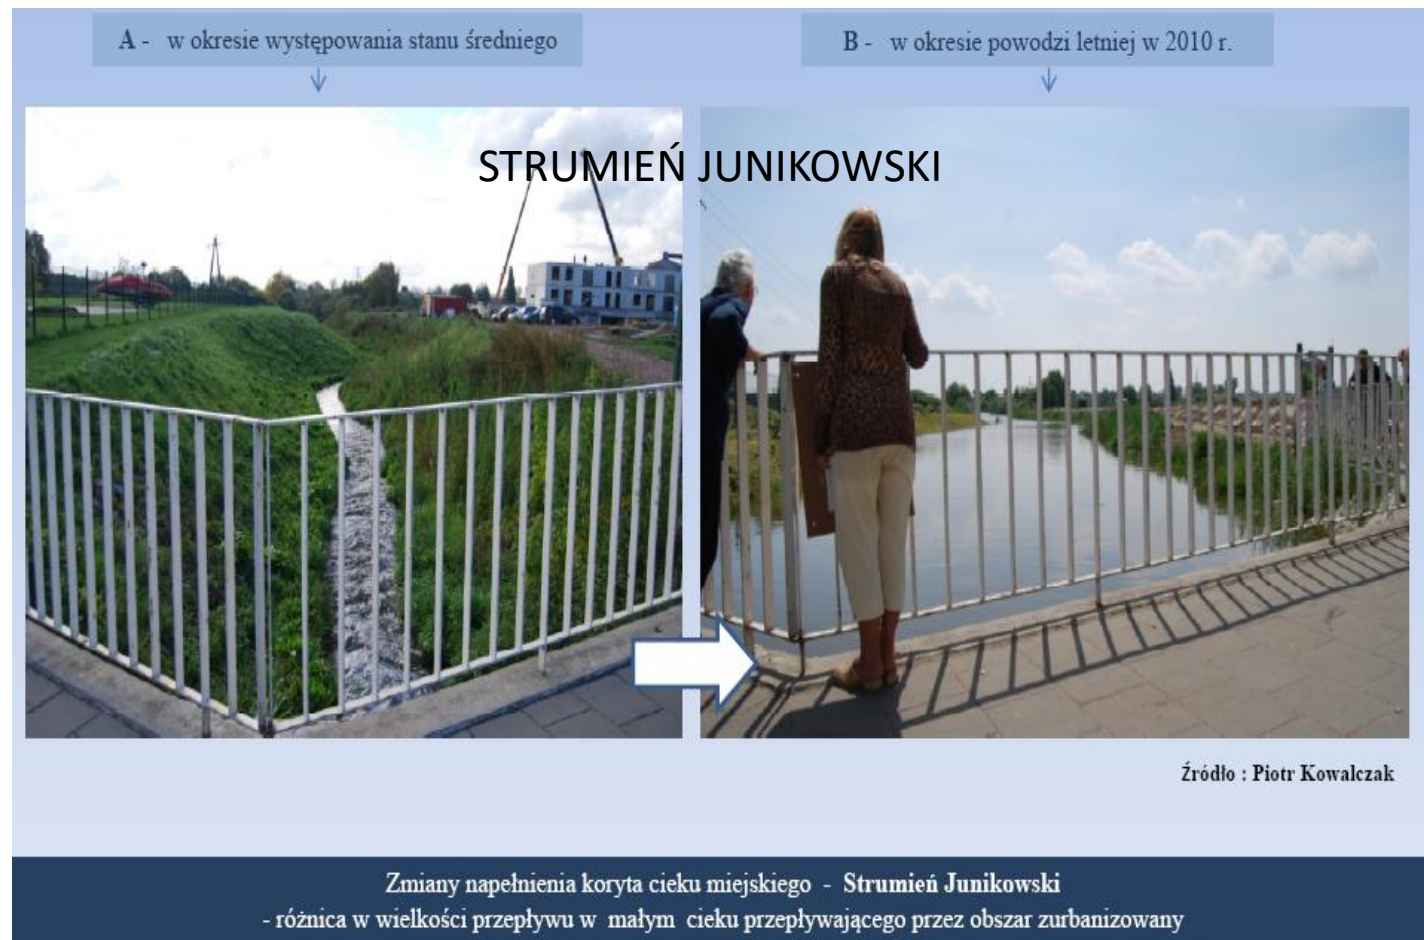 A - w okresie występowania stanu średniego
B - w okresie powodzi letniej w 2010 r.
STRUMIEŃ JUNIKOWSKI
Źródło : Piotr Kowalczak
Zmiany napełnienia koryta cieku miejskiego - Strumień Junikowski
- różnica w wielkości przepływu w małym cieku przepływającego przez obszar zurbanizowany